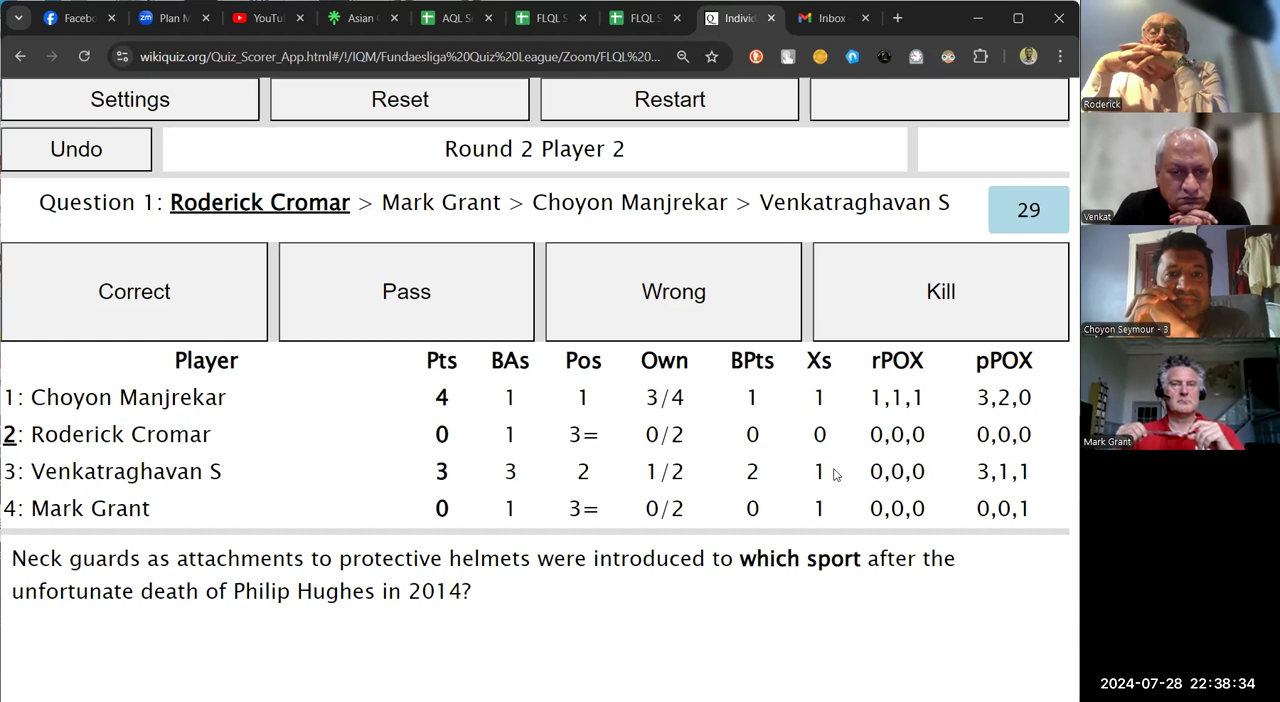 Facebo
Plan M
YouTu
Asian
AQL Si
FLQL S
FLQL S
Individ
Inbox
wikiquiz.org/Quiz_Scorer_App.html#/!/IQM/Fundaesliga%20Quiz%20League/Zoom/FLQL%20...
Settings Reset Restart
Undo Round 2 Player 2
Question 1: Roderick Cromar > Mark Grant > Choyon Manjrekar > Venkatraghavan S 29
Correct Pass Wrong Kill
Player Pts BAs Pos Own BPts Xs rPOX pPOX
1: Choyon Manjrekar 4 1 1 3/4 1 1 1,1,1 3,2,0
2: Roderick Cromar 0 1 3= 0/2 0 0 0,0,0 0,0,0
3: Venkatraghavan S 3 3 2 1/2 2 1 0,0,0 3,1,1
4: Mark Grant 0 1 3= 0/2 0 1 0,0,0 0,0,1
Neck guards as attachments to protective helmets were introduced to which sport after the
unfortunate death of Philip Hughes in 2014?
Roderick
Venkat
Choyon Seymour - 3
Mark Grant
2024-07-28 22:38:34